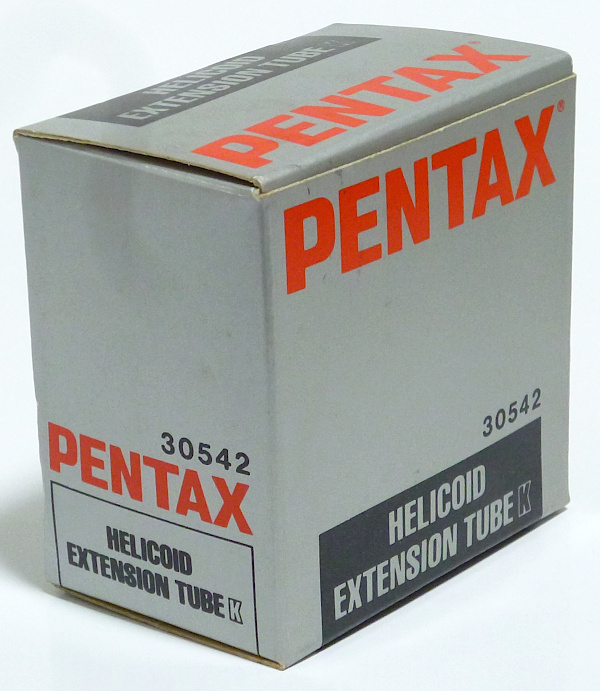 HELICOID
EXTENSION TUBE K
PENTAX
PENTAX®
30542
HELICOID
EXTENSION TUBE K
30542
PENTAX
HELICOID
EXTENSION TUBE K